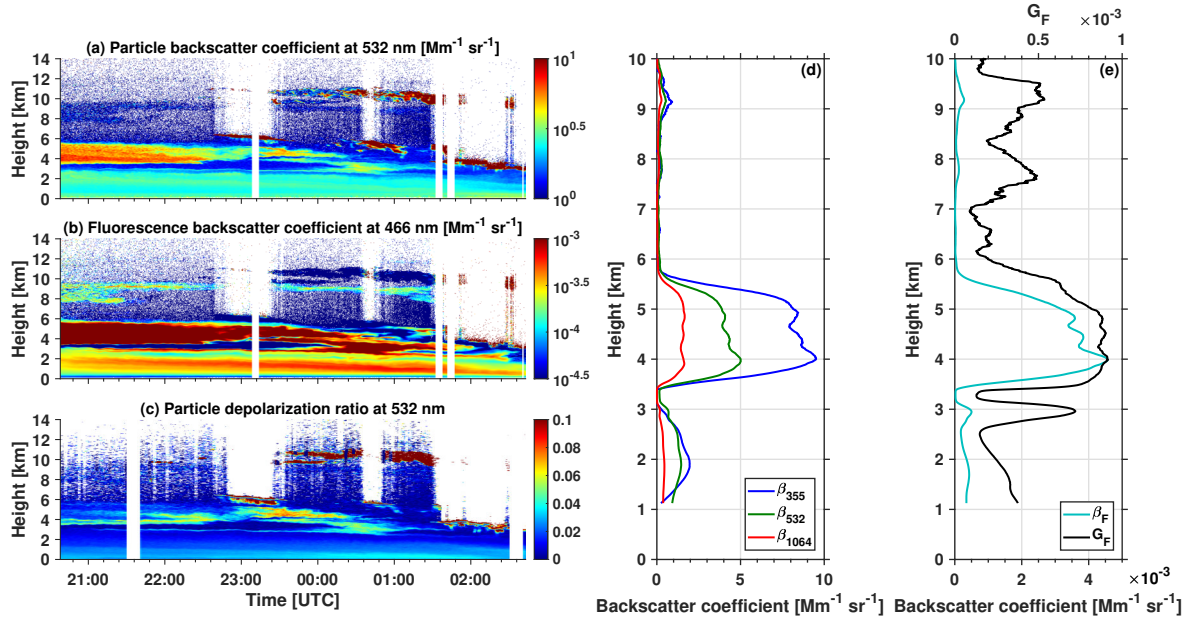 (a) Particle backscatter coefficient at 532 nm [Mm⁻¹ sr⁻¹]
Height [km]
14
12
10
8
6
4
2
0
10¹
10⁰·⁵
10⁰
(b) Fluorescence backscatter coefficient at 466 nm [Mm⁻¹ sr⁻¹]
Height [km]
14
12
10
8
6
4
2
0
10⁻³
10⁻³·⁵
10⁻⁴
10⁻⁴·⁵
(c) Particle depolarization ratio at 532 nm
Height [km]
14
12
10
8
6
4
2
0
0.1
0.08
0.06
0.04
0.02
0
21:00 22:00 23:00 00:00 01:00 02:00
Time [UTC]
(d)
Height [km]
10
9
8
7
6
5
4
3
2
1
0
β₃₅₅
β₅₃₂
β₁₀₆₄
0 5 10
Backscatter coefficient [Mm⁻¹ sr⁻¹]
G_F ×10⁻³
0 0.5 1
(e)
Height [km]
10
9
8
7
6
5
4
3
2
1
0
β_F
G_F
0 2 4 ×10⁻³
Backscatter coefficient [Mm⁻¹ sr⁻¹]